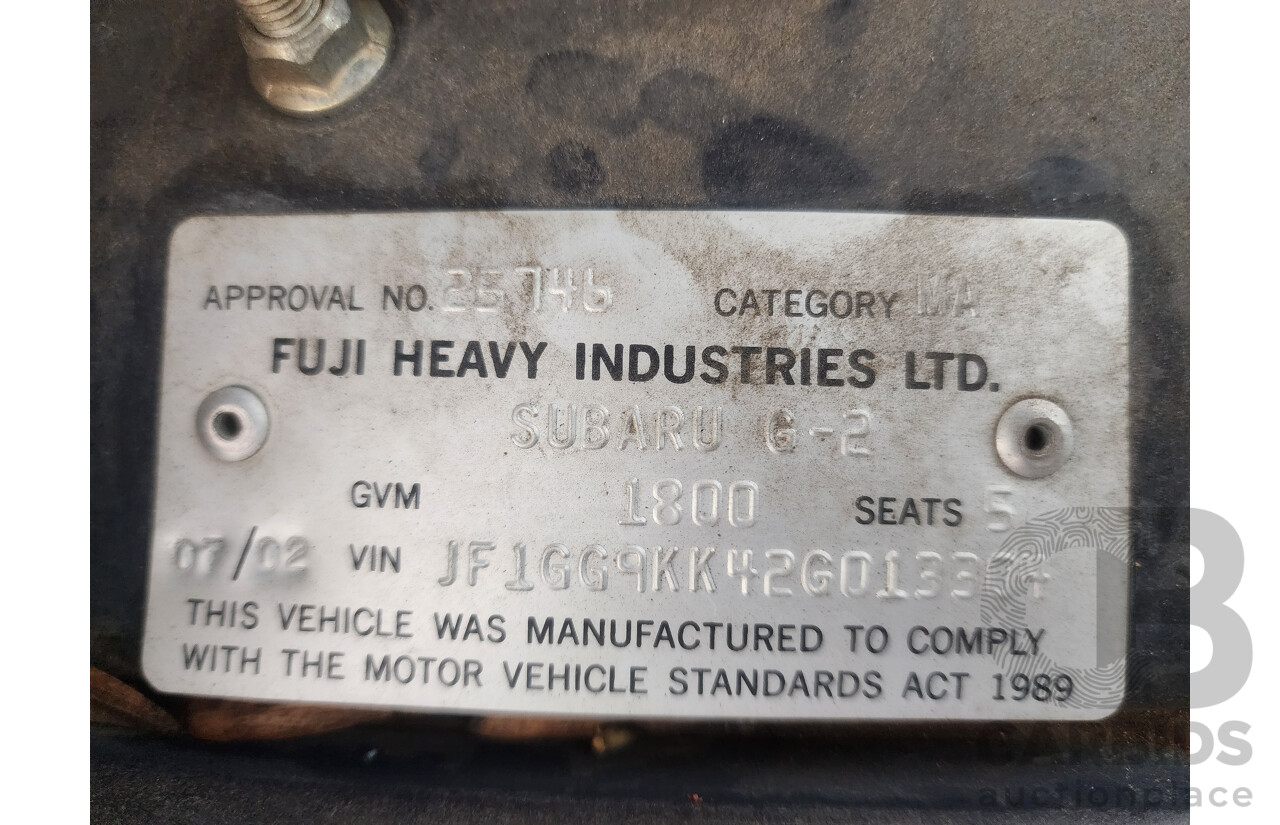 APPROVAL NO. 25746 CATEGORY MA
FUJI HEAVY INDUSTRIES LTD.
SUBARU G-2
GVM 1800 SEATS 5
07/02 VIN
THIS VEHICLE WAS MANUFACTURED TO COMPLY
WITH THE MOTOR VEHICLE STANDARDS ACT 1989
auctionplace